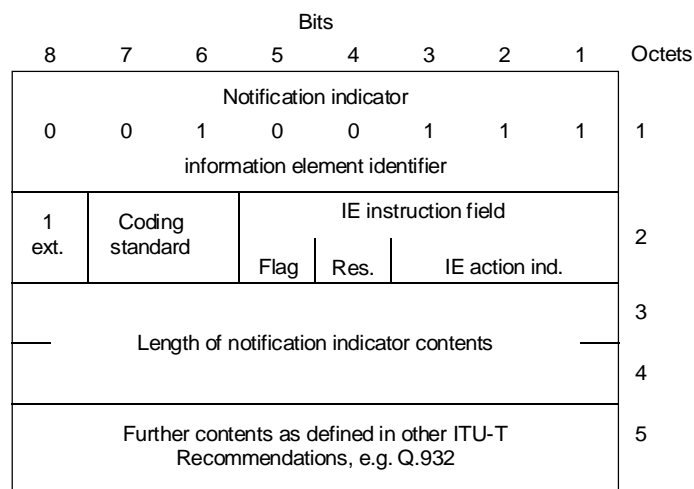 Bits
8 7 6 5 4 3 2 1 Octets
Notification indicator
0 0 1 0 0 1 1 1 1
information element identifier
1 Coding IE instruction field
ext. standard 2
Flag Res. IE action ind.
3
Length of notification indicator contents
4
Further contents as defined in other ITU-T 5
Recommendations, e.g. Q.932